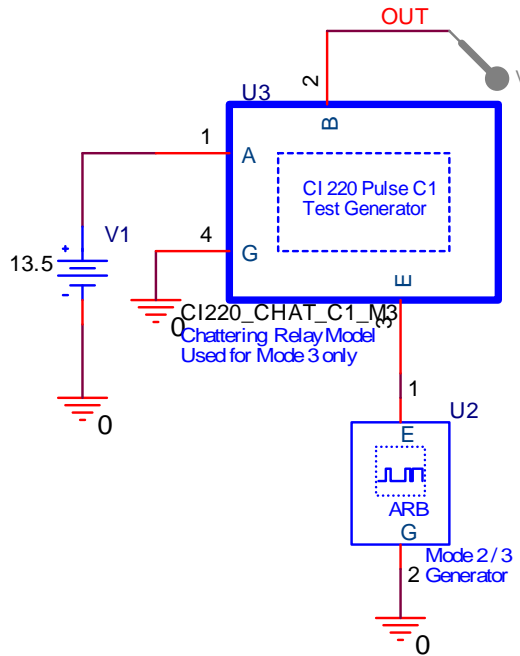 OUT
V
2
U3
B
1
A
CI 220 Pulse C1
Test Generator
V1
+
4
G
13.5
-
E
0
CI220_CHAT_C1_M3
3
Chattering Relay Model
Used for Mode 3 only
0
1
U2
E
ARB
G
Mode 2 / 3
Generator
2
0